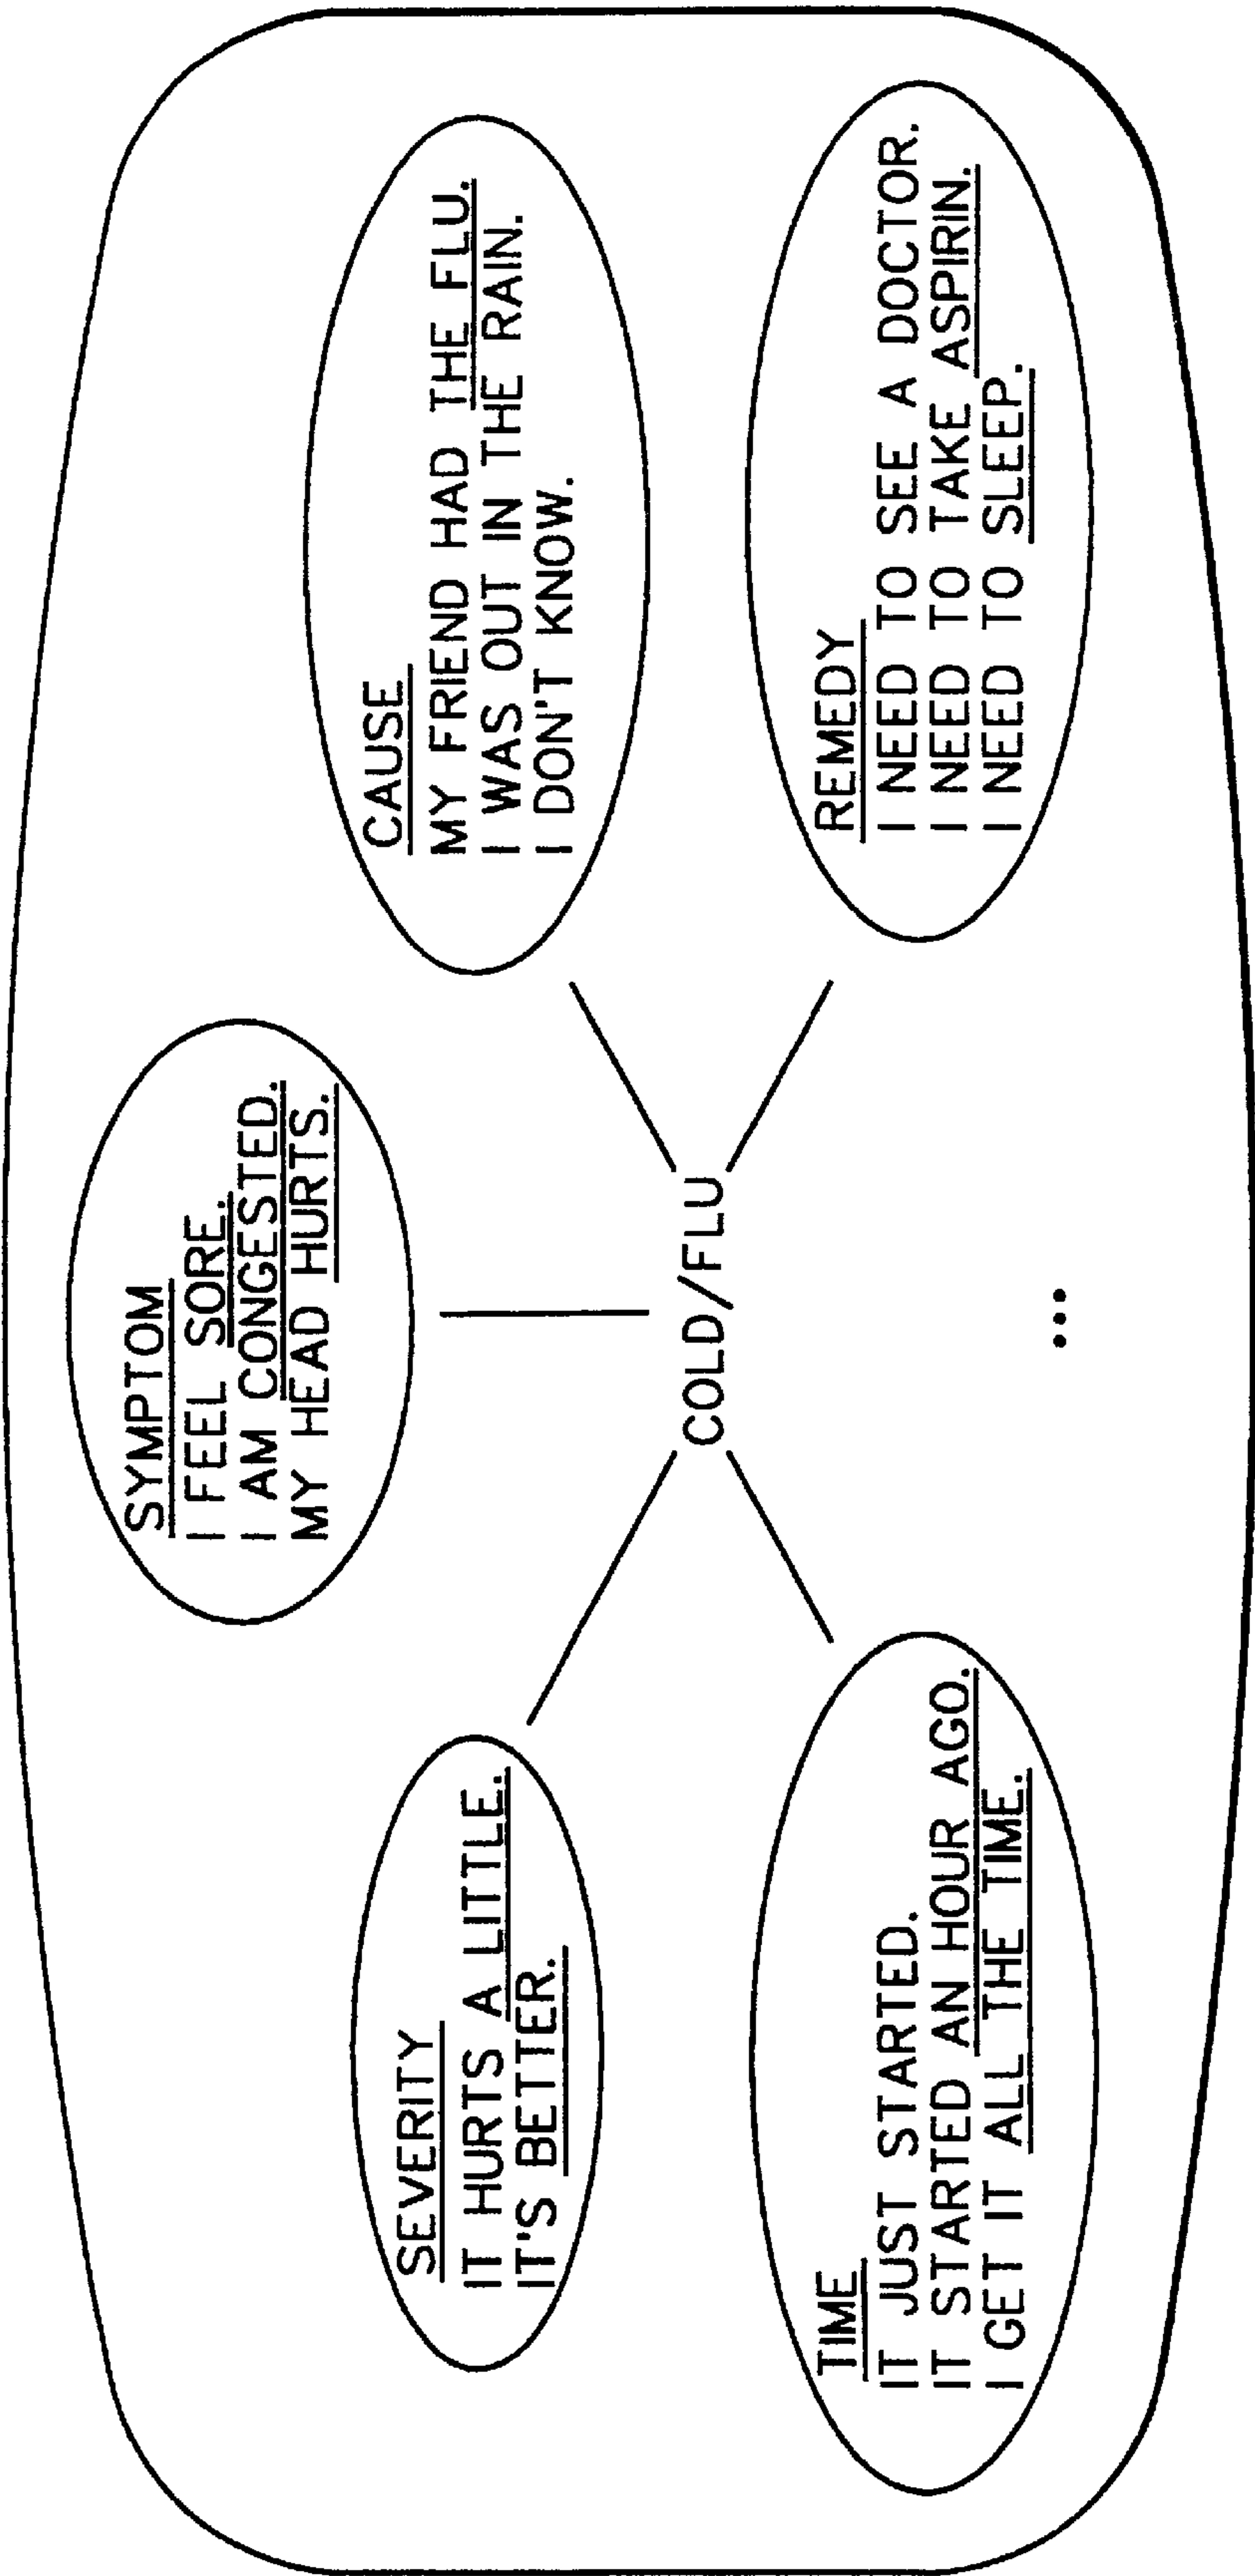 SYMPTOM
I FEEL SORE.
I AM CONGESTED.
MY HEAD HURTS.
SEVERITY
IT HURTS A LITTLE.
IT'S BETTER.
CAUSE
MY FRIEND HAD THE FLU.
I WAS OUT IN THE RAIN.
I DON'T KNOW.
COLD/FLU
TIME
IT JUST STARTED.
IT STARTED AN HOUR AGO.
I GET IT ALL THE TIME.
REMEDY
I NEED TO SEE A DOCTOR.
I NEED TO TAKE ASPIRIN.
I NEED TO SLEEP.
...